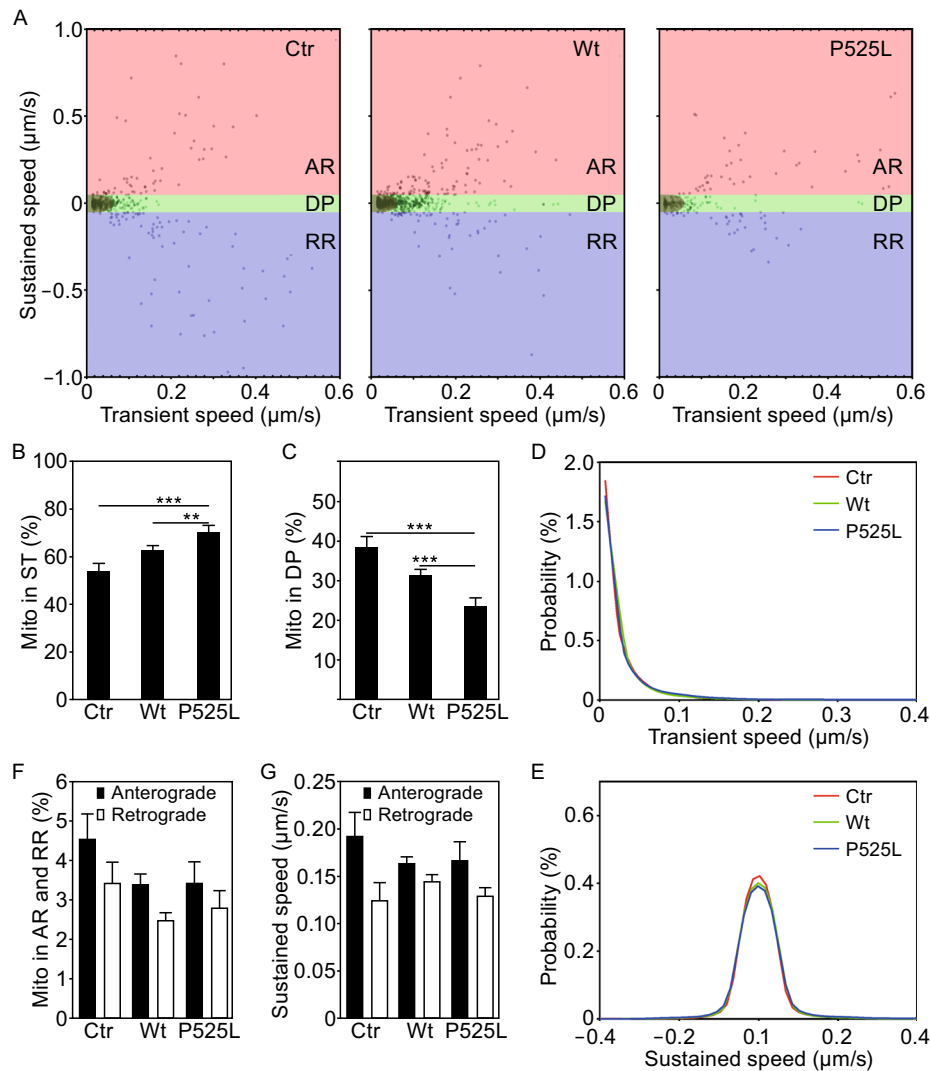 A
Ctr
Wt
P525L
AR
DP
RR
AR
DP
RR
AR
DP
RR
Sustained speed (µm/s)
1.0
0.5
0
−0.5
−1.0
0 0.2 0.4 0.6
0 0.2 0.4 0.6
0 0.2 0.4 0.6
Transient speed (µm/s)
Transient speed (µm/s)
Transient speed (µm/s)
B
Mito in ST (%)
100
80
60
40
20
0
***
**
Ctr Wt P525L
C
Mito in DP (%)
50
40
30
20
10
0
***
***
Ctr Wt P525L
D
Probability (%)
2.0
1.5
1.0
0.5
0
Ctr
Wt
P525L
0 0.1 0.2 0.2 0.4
Transient speed (µm/s)
F
Mito in AR and RR (%)
6
5
4
3
2
1
0
Anterograde
Retrograde
Ctr Wt P525L
G
Sustained speed (µm/s)
0.25
0.20
0.15
0.10
0.05
0.00
Anterograde
Retrograde
Ctr Wt P525L
E
Probability (%)
0.6
0.4
0.2
0
Ctr
Wt
P525L
−0.4 −0.2 0.1 0.2 0.4
Sustained speed (µm/s)